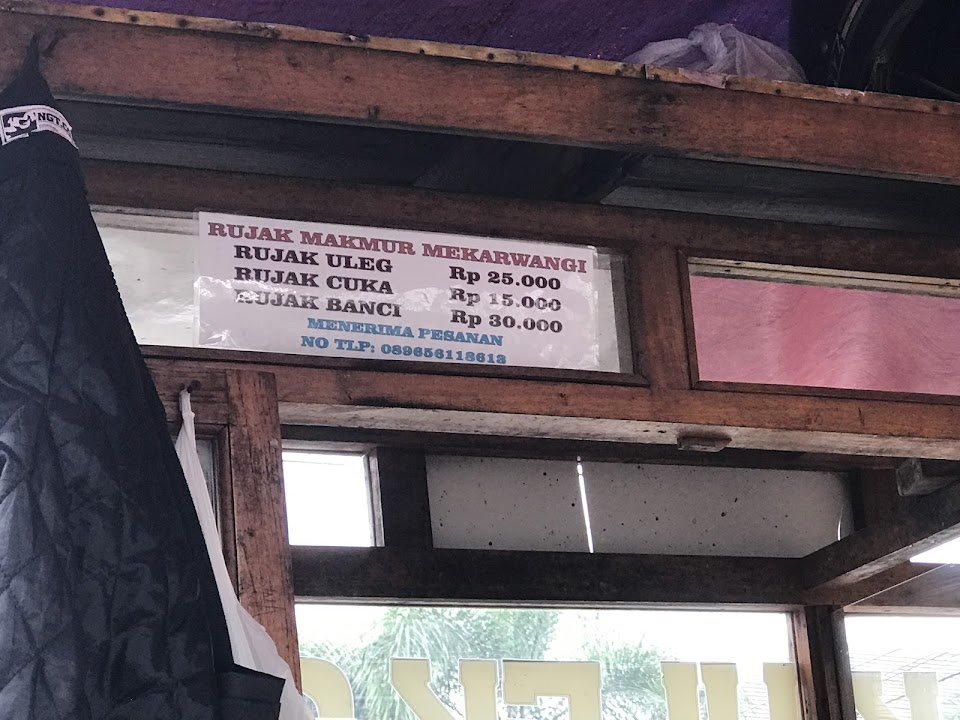 RUJAK MAKMUR MEKARWANGI
RUJAK ULEG Rp 25.000
RUJAK CUKA Rp 15.000
RUJAK BANCI Rp 30.000
MENERIMA PESANAN
NO TLP: 089656118613